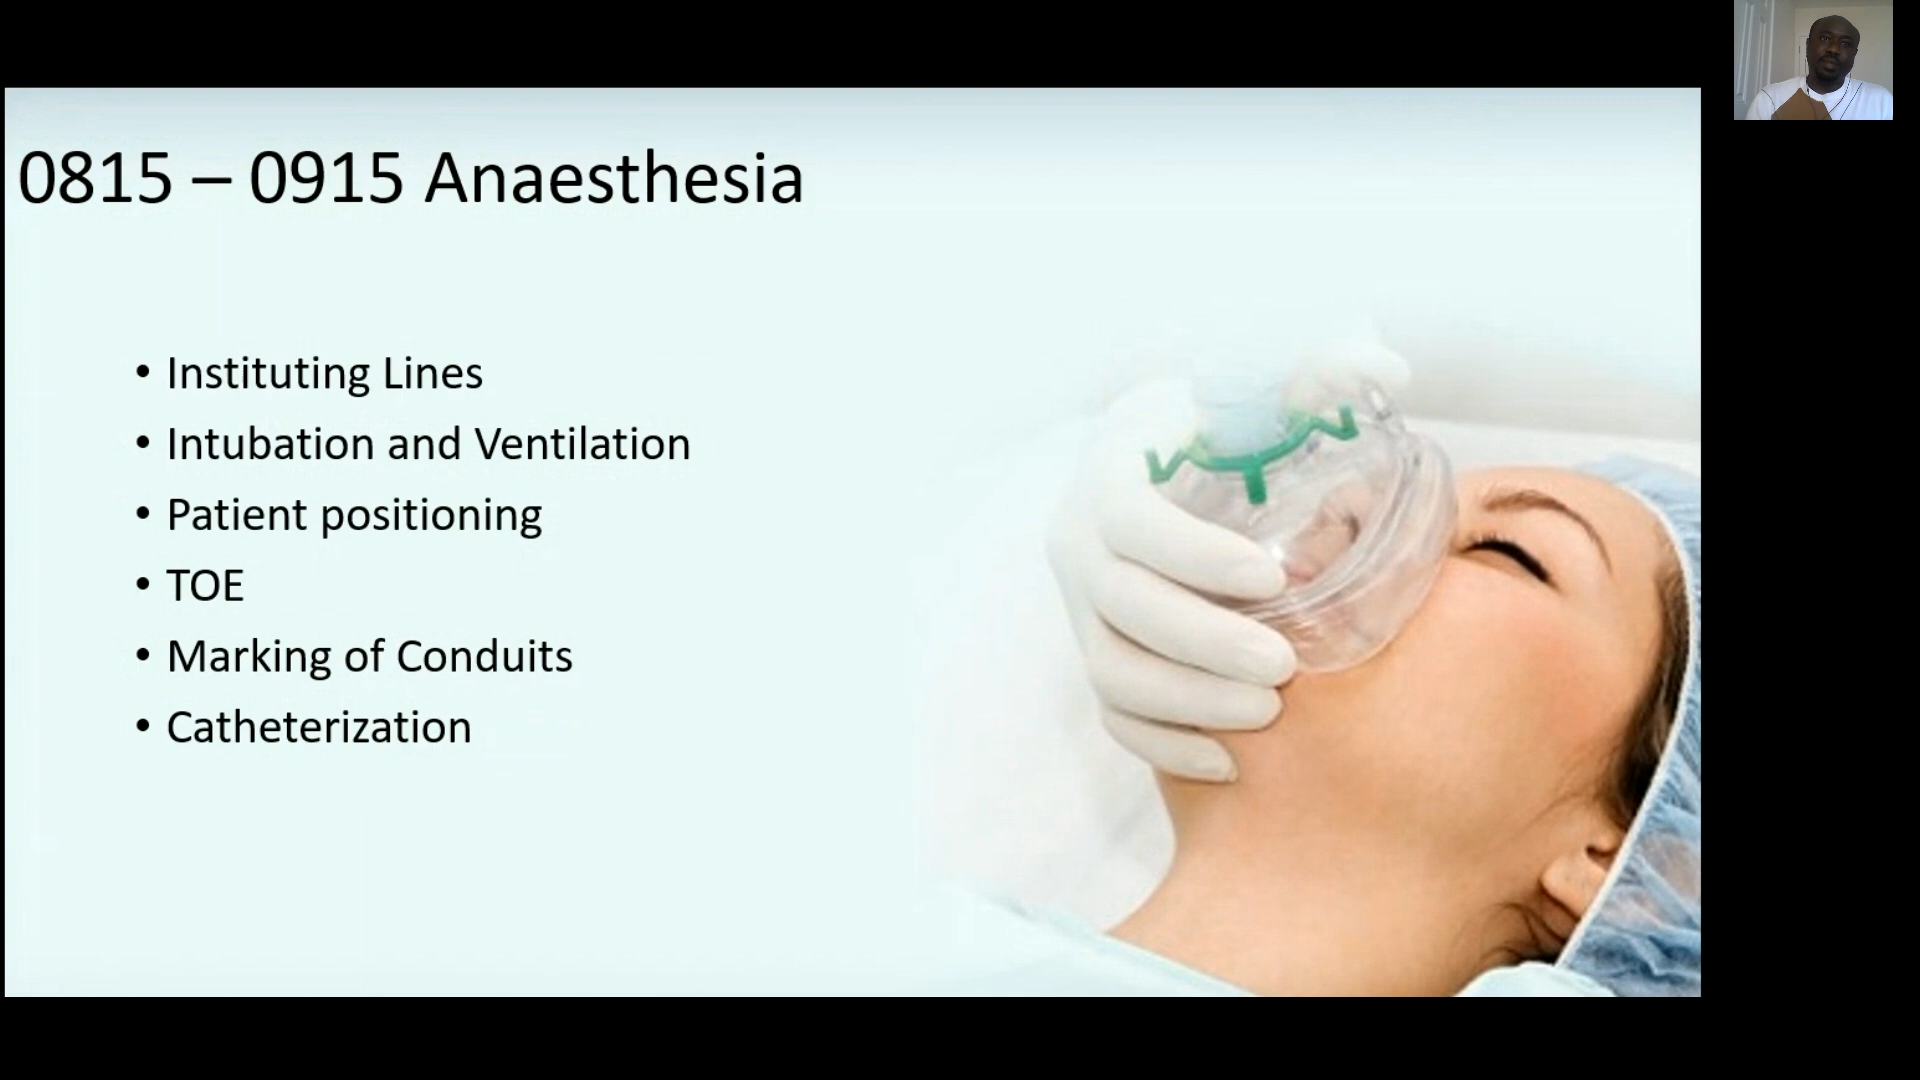 0815 – 0915 Anaesthesia
• Instituting Lines
• Intubation and Ventilation
• Patient positioning
• TOE
• Marking of Conduits
• Catheterization